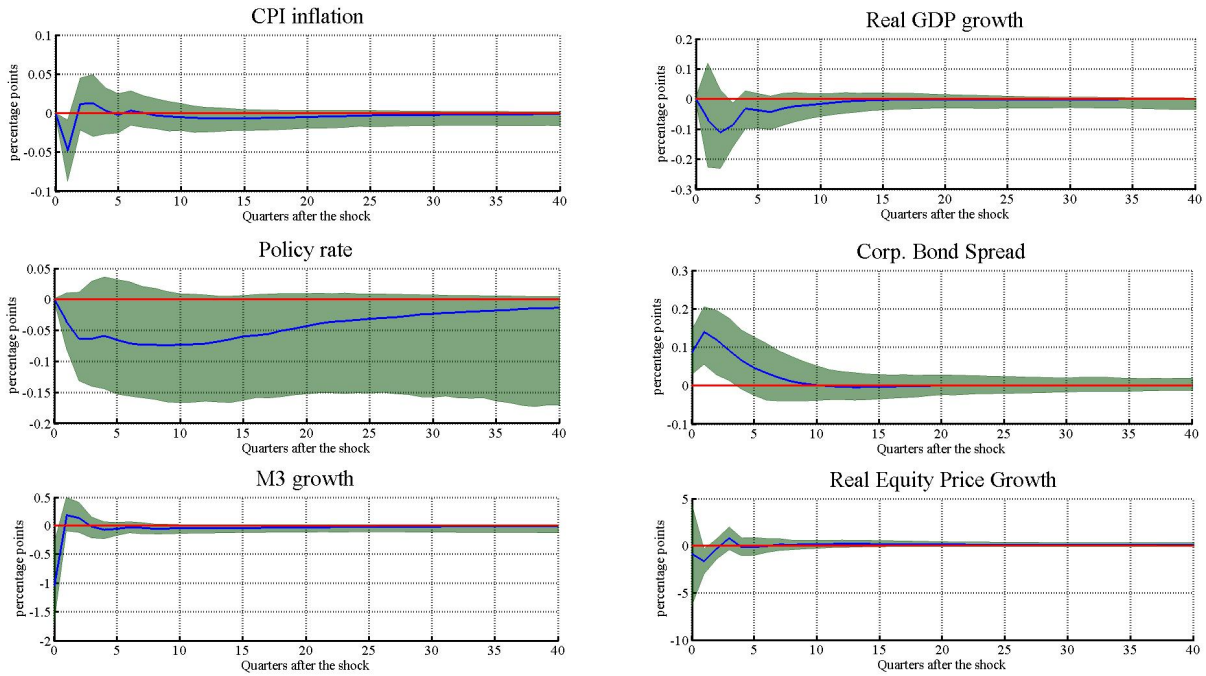 CPI inflation
percentage points
0.1
0.05
0
-0.05
-0.1
0 5 10 15 20 25 30 35 40
Quarters after the shock
Real GDP growth
percentage points
0.2
0.1
0
-0.1
-0.2
-0.3
0 5 10 15 20 25 30 35 40
Quarters after the shock
Policy rate
percentage points
0.05
0
-0.05
-0.1
-0.15
-0.2
0 5 10 15 20 25 30 35 40
Quarters after the shock
Corp. Bond Spread
percentage points
0.3
0.2
0.1
0
-0.1
0 5 10 15 20 25 30 35 40
Quarters after the shock
M3 growth
percentage points
0.5
0
-0.5
-1
-1.5
-2
0 5 10 15 20 25 30 35 40
Quarters after the shock
Real Equity Price Growth
percentage points
5
0
-5
-10
0 5 10 15 20 25 30 35 40
Quarters after the shock